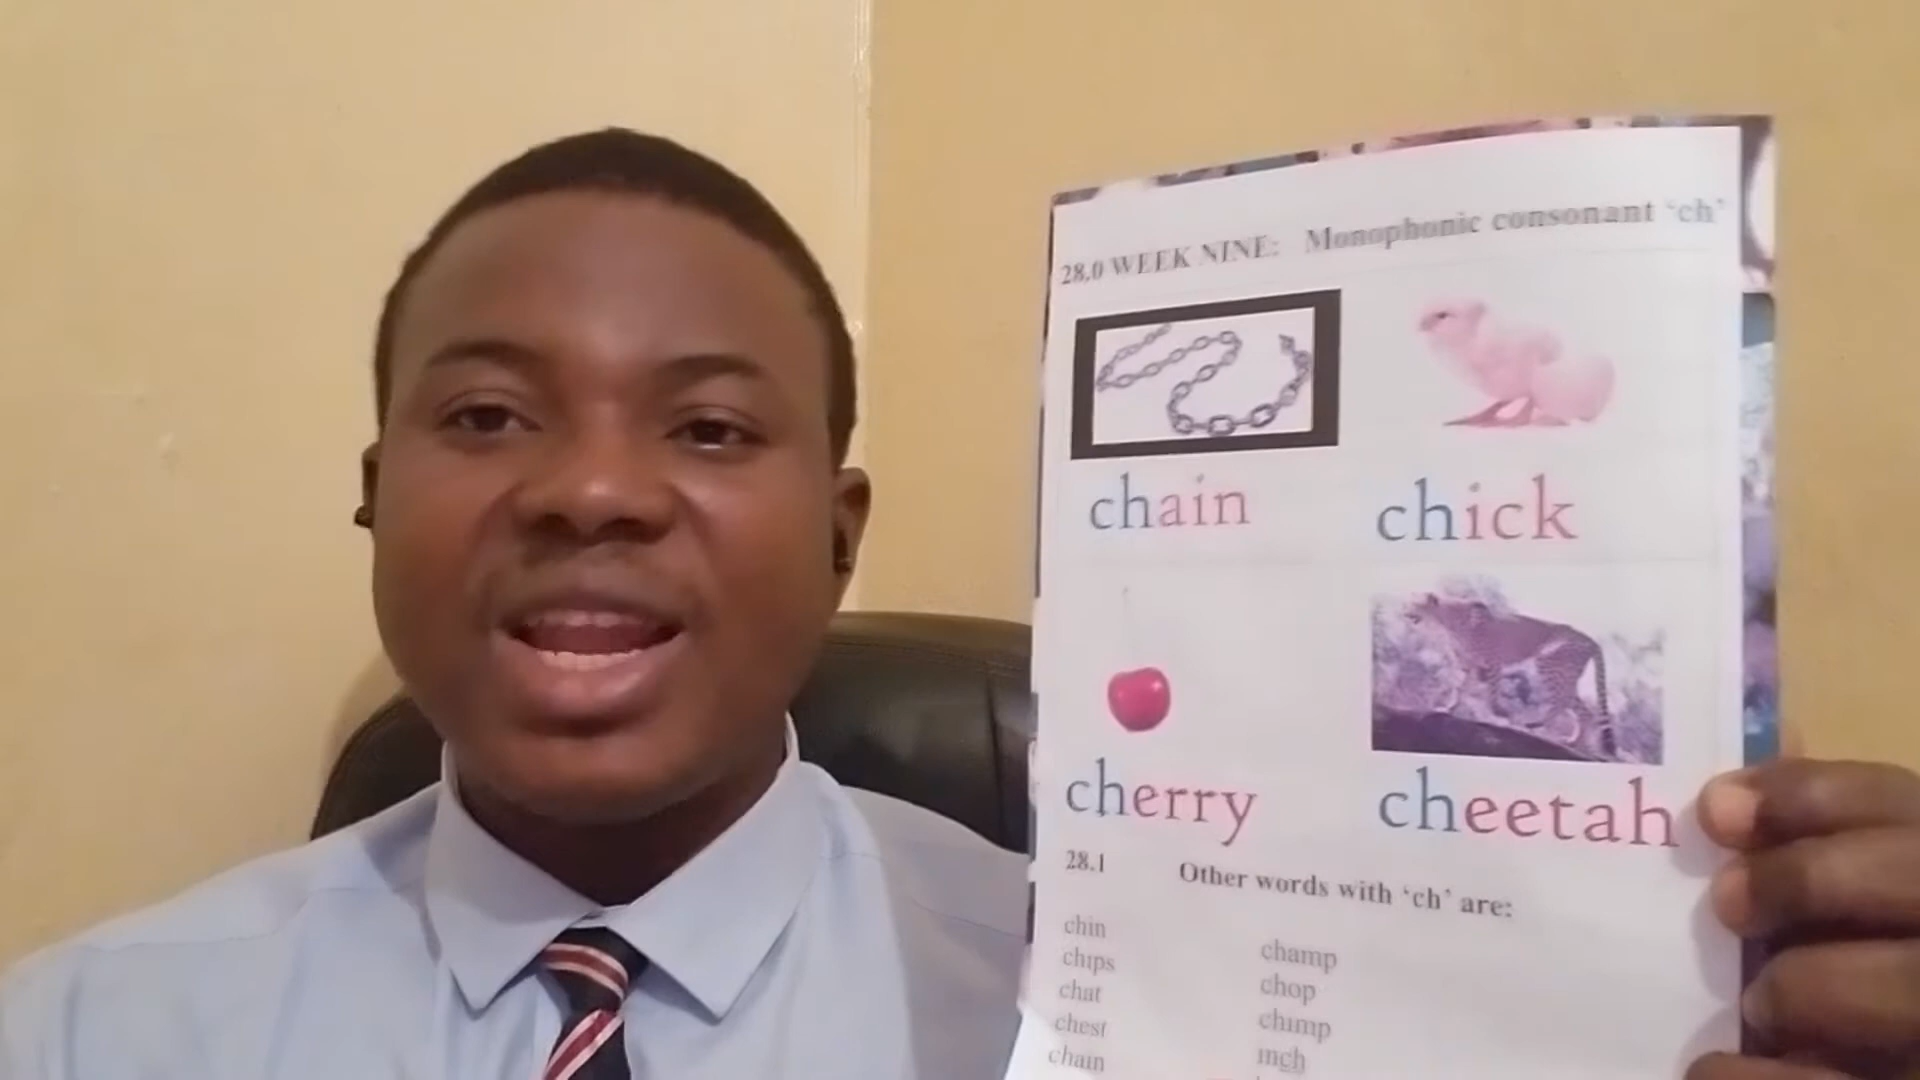 28.0 WEEK NINE: Monophonic consonant ‘ch’
chain chick
cherry cheetah
28.1 Other words with ‘ch’ are:
chin champ
chips chop
chat chimp
chest inch
chain